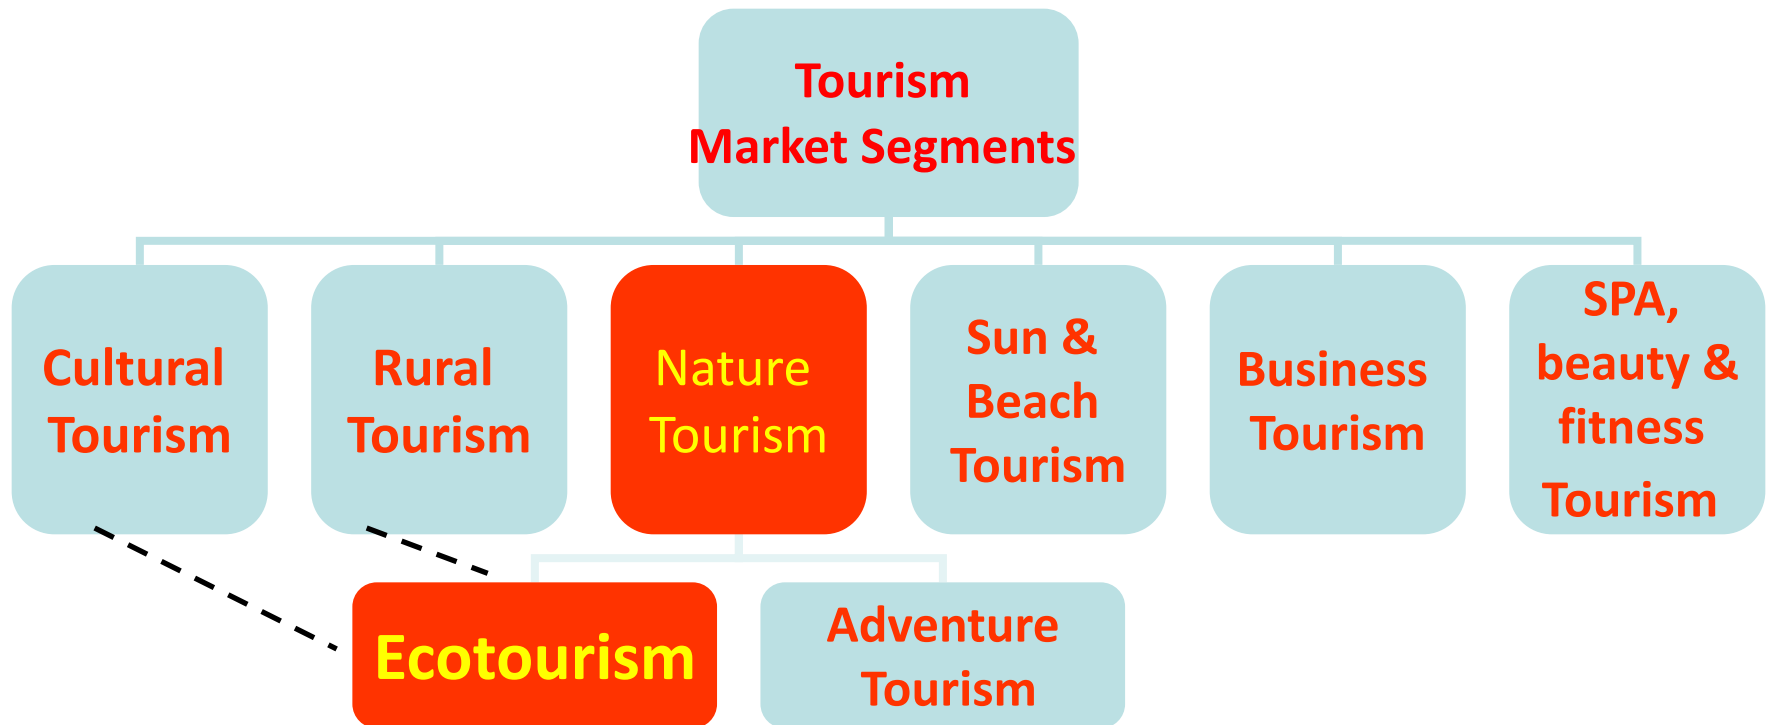 Tourism
Market Segments
Cultural
Tourism
Rural
Tourism
Nature
Tourism
Sun &
Beach
Tourism
Business
Tourism
SPA,
beauty &
fitness
Tourism
Ecotourism
Adventure
Tourism